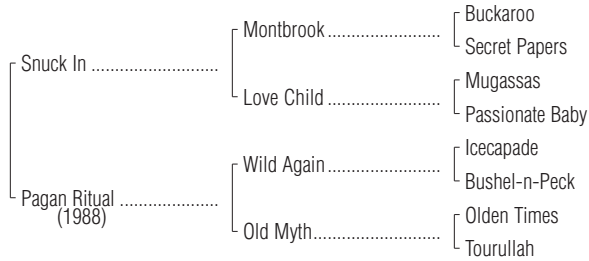 Buckaroo
Montbrook
Secret Papers
Snuck In
Mugassas
Love Child
Passionate Baby
Icecapade
Wild Again
Bushel-n-Peck
Pagan Ritual
(1988)
Olden Times
Old Myth
Tourullah